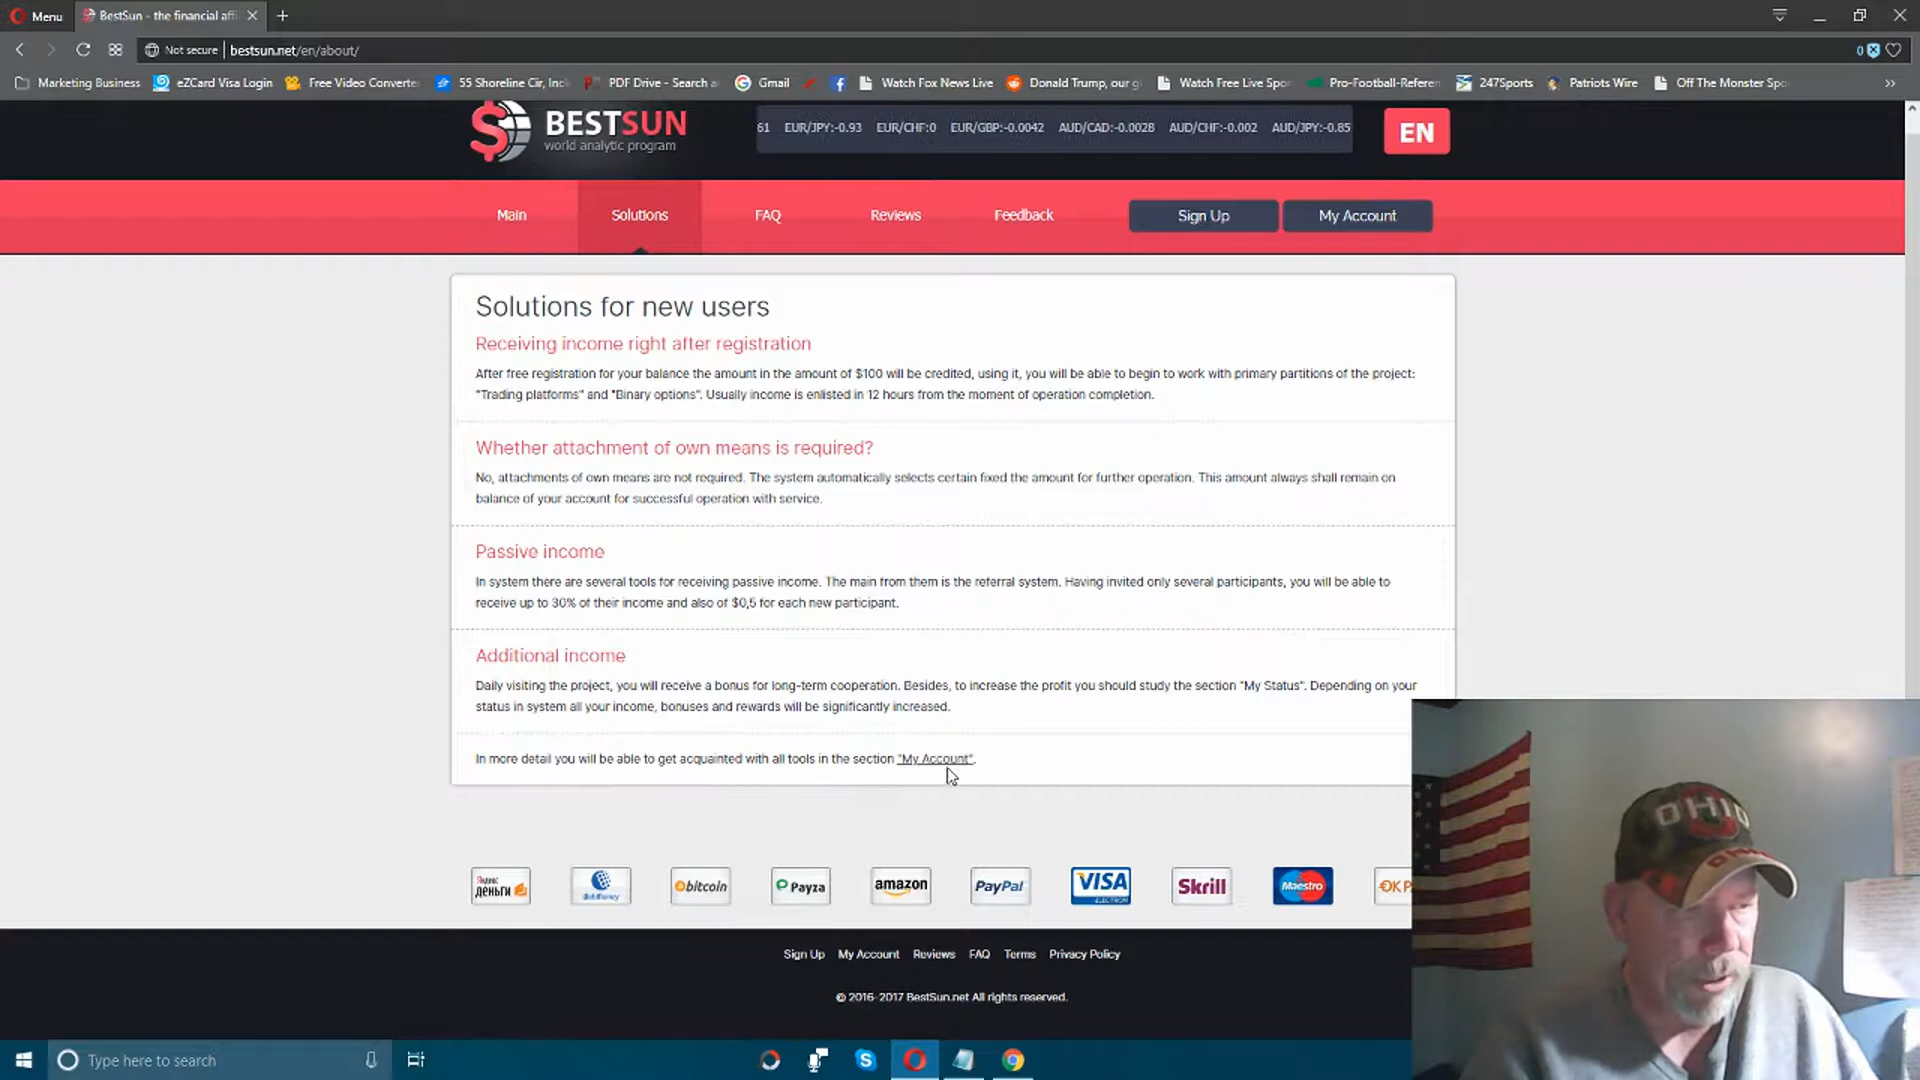 Menu
BestSun - the financial affi
Not secure
bestsun.net/en/about/
0
Marketing Business
eZCard Visa Login
Free Video Converte
55 Shoreline Cir, Inc
PDF Drive - Search a
Gmail
Watch Fox News Live
Donald Trump, our g
Watch Free Live Spo
Pro-Football-Referen
247Sports
Patriots Wire
Off The Monster Spo
BESTSUN
world analytic program
61 EUR/JPY:-0.93 EUR/CHF:0 EUR/GBP:-0.0042 AUD/CAD:-0.0028 AUD/CHF:-0.002 AUD/JPY:-0.85
EN
Main
Solutions
FAQ
Reviews
Feedback
Sign Up
My Account
Solutions for new users
Receiving income right after registration
After free registration for your balance the amount in the amount of $100 will be credited, using it, you will be able to begin to work with primary partitions of the project:
"Trading platforms" and "Binary options". Usually income is enlisted in 12 hours from the moment of operation completion.
Whether attachment of own means is required?
No, attachments of own means are not required. The system automatically selects certain fixed the amount for further operation. This amount always shall remain on
balance of your account for successful operation with service.
Passive income
In system there are several tools for receiving passive income. The main from them is the referral system. Having invited only several participants, you will be able to
receive up to 30% of their income and also of $0,5 for each new participant.
Additional income
Daily visiting the project, you will receive a bonus for long-term cooperation. Besides, to increase the profit you should study the section "My Status". Depending on your
status in system all your income, bonuses and rewards will be significantly increased.
In more detail you will be able to get acquainted with all tools in the section "My Account".
Яндекс
деньги
WebMoney
bitcoin
Payza
amazon
PayPal
VISA
ELECTRON
Skrill
Maestro
OK P
OHIO
Sign Up My Account Reviews FAQ Terms Privacy Policy
© 2016-2017 BestSun.net All rights reserved.
Type here to search